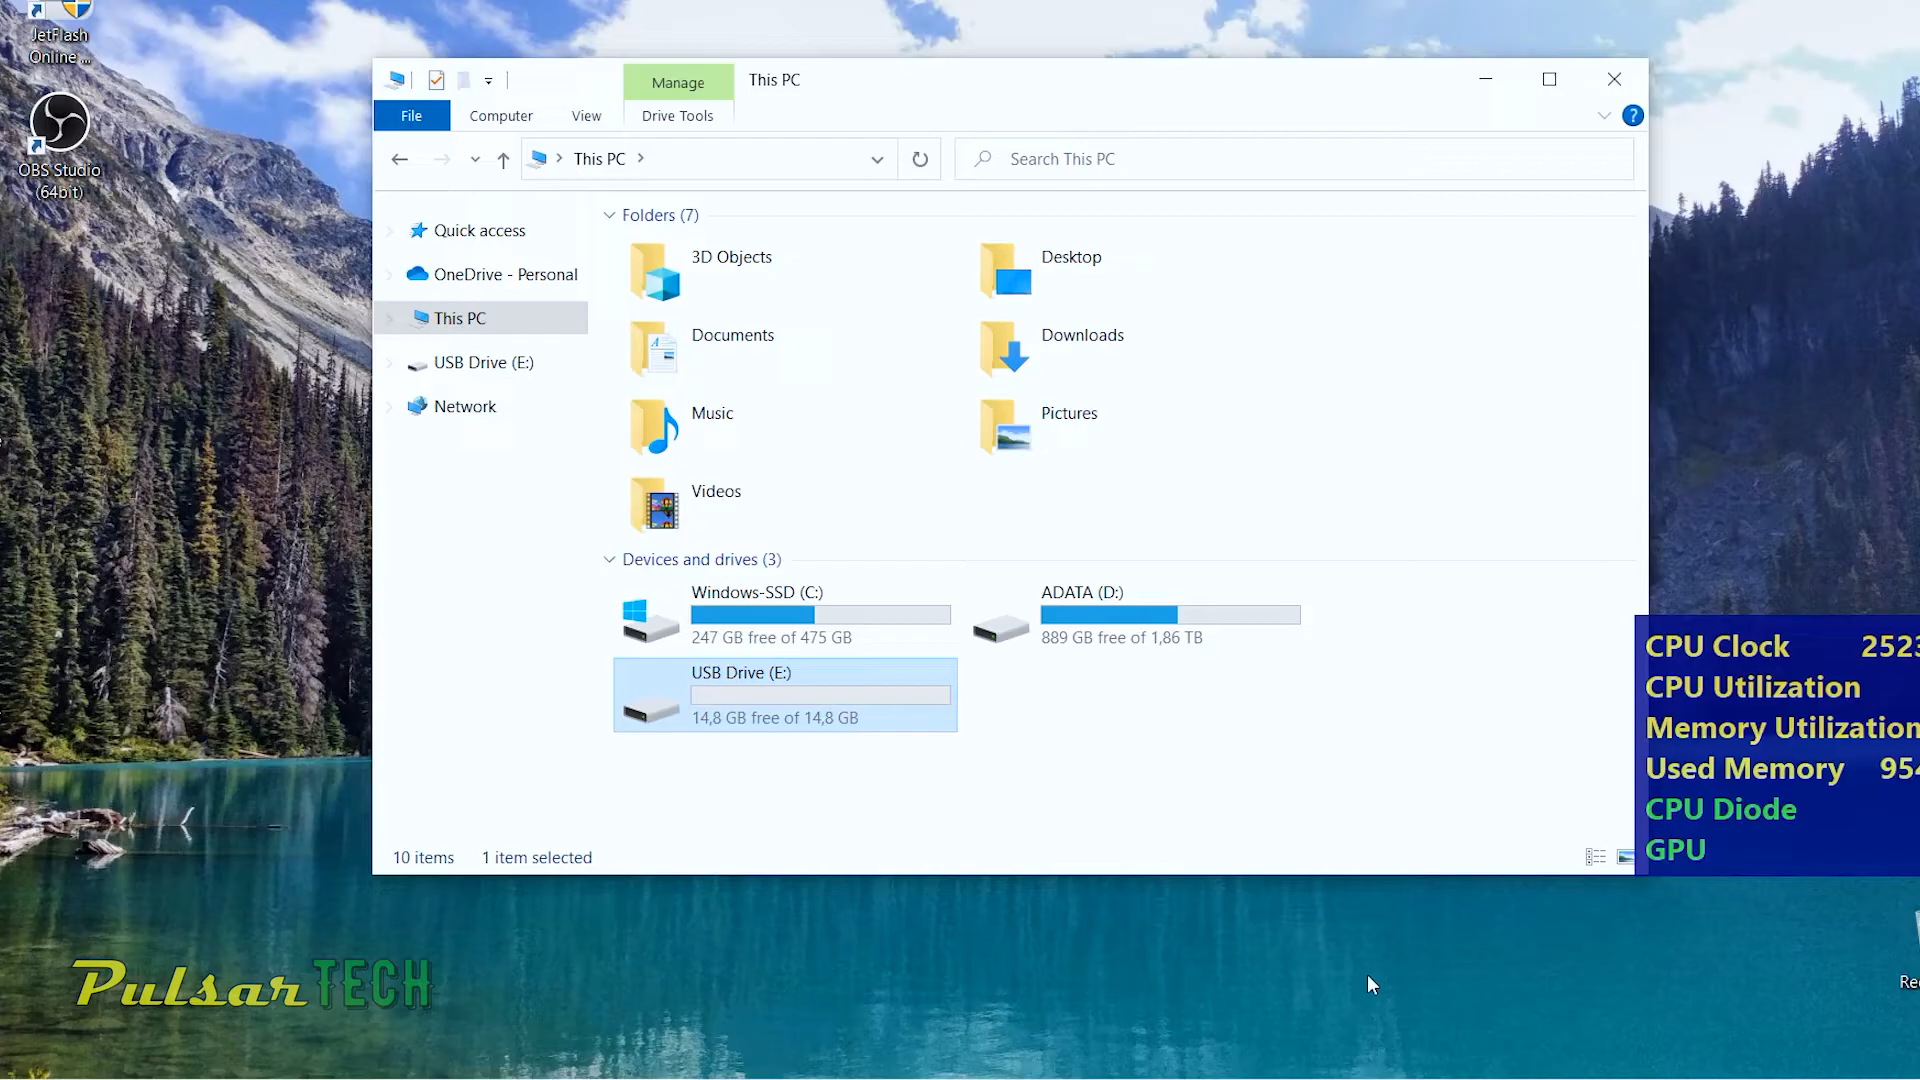 JetFlash
Online ...
OBS Studio
(64bit)
Manage
This PC
File
Computer
View
Drive Tools
?
This PC
Search This PC
Quick access
OneDrive - Personal
This PC
USB Drive (E:)
Network
Folders (7)
3D Objects
Desktop
Documents
Downloads
Music
Pictures
Videos
Devices and drives (3)
Windows-SSD (C:)
247 GB free of 475 GB
ADATA (D:)
889 GB free of 1,86 TB
USB Drive (E:)
14,8 GB free of 14,8 GB
10 items
1 item selected
CPU Clock 2523
CPU Utilization
Memory Utilization
Used Memory 954
CPU Diode
GPU
Pulsar TECH